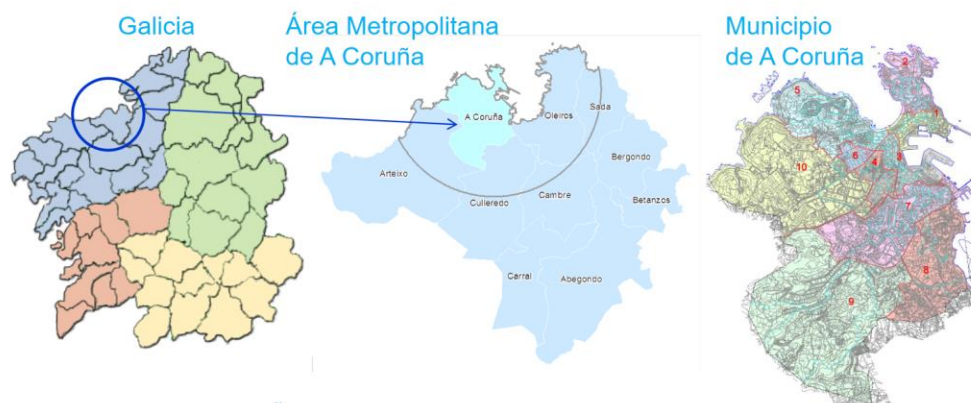 Galicia
Área Metropolitana
de A Coruña
Municipio
de A Coruña
A Coruña
Oleiros
Sada
Bergondo
Arteixo
Culleredo
Cambre
Betanzos
Carral
Abegondo
2
5
1
3
6
4
10
7
8
9